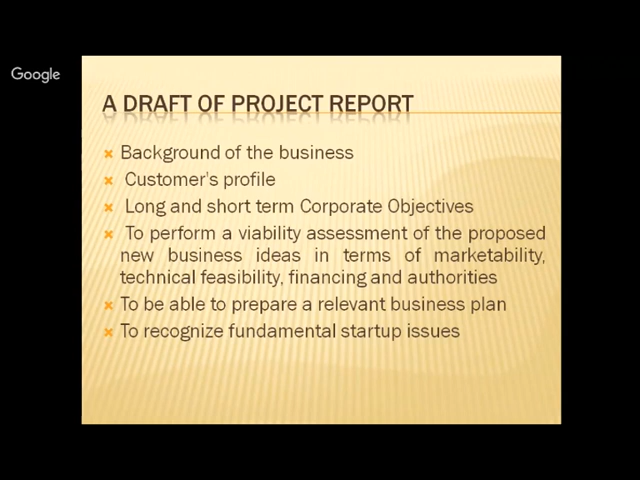 Google
A DRAFT OF PROJECT REPORT
Background of the business
Customer's profile
Long and short term Corporate Objectives
To perform a viability assessment of the proposed
new business ideas in terms of marketability,
technical feasibility, financing and authorities
To be able to prepare a relevant business plan
To recognize fundamental startup issues